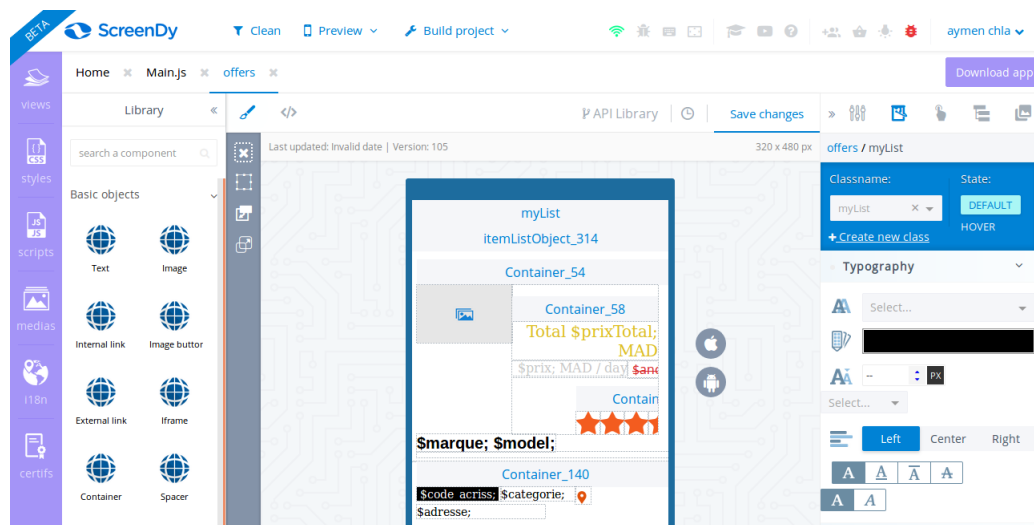 BETA
ScreenDy
Clean
Preview
Build project
aymen chla
Home
Main.js
offers
Download app
views
styles
scripts
medias
i18n
certifs
CSS
JS
JS
Library
search a component
Basic objects
Text
Image
Internal link
Image buttor
External link
Iframe
Container
Spacer
API Library
Save changes
Last updated: Invalid date | Version: 105
320 x 480 px
myList
itemListObject_314
Container_54
Container_58
Total $prixTotal;
MAD
$prix; MAD / day
$anc
Contain
$marque; $model;
Container_140
$code_acriss; $categorie;
$adresse;
offers / myList
Classname:
State:
myList
DEFAULT
HOVER
+ Create new class
Typography
Select...
--
PX
Select...
Left
Center
Right
A A A A
A A